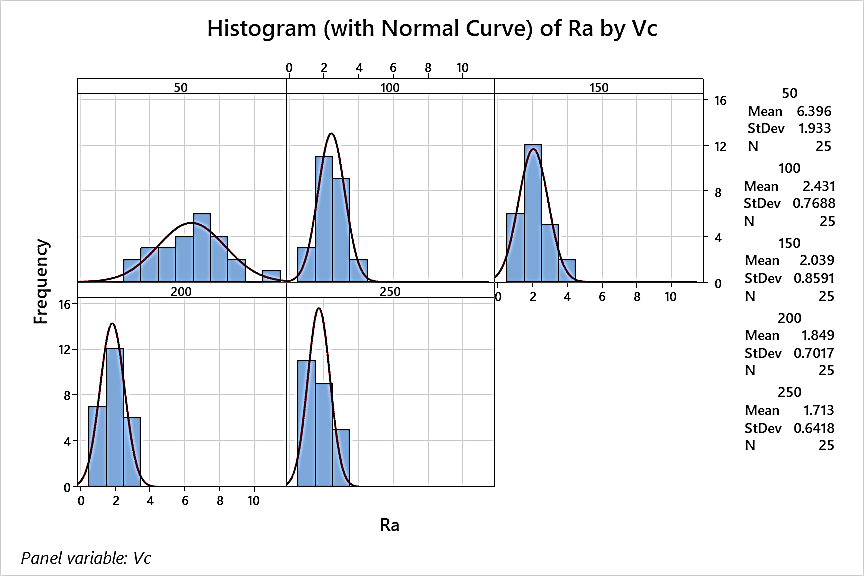 Histogram (with Normal Curve) of Ra by Vc
0 2 4 6 8 10
50 100 150
16
12
8
4
0
0 2 4 6 8 10
200 250
16
12
8
4
0
0 2 4 6 8 10
Frequency
Ra
50
Mean 6.396
StDev 1.933
N 25
100
Mean 2.431
StDev 0.7688
N 25
150
Mean 2.039
StDev 0.8591
N 25
200
Mean 1.849
StDev 0.7017
N 25
250
Mean 1.713
StDev 0.6418
N 25
Panel variable: Vc